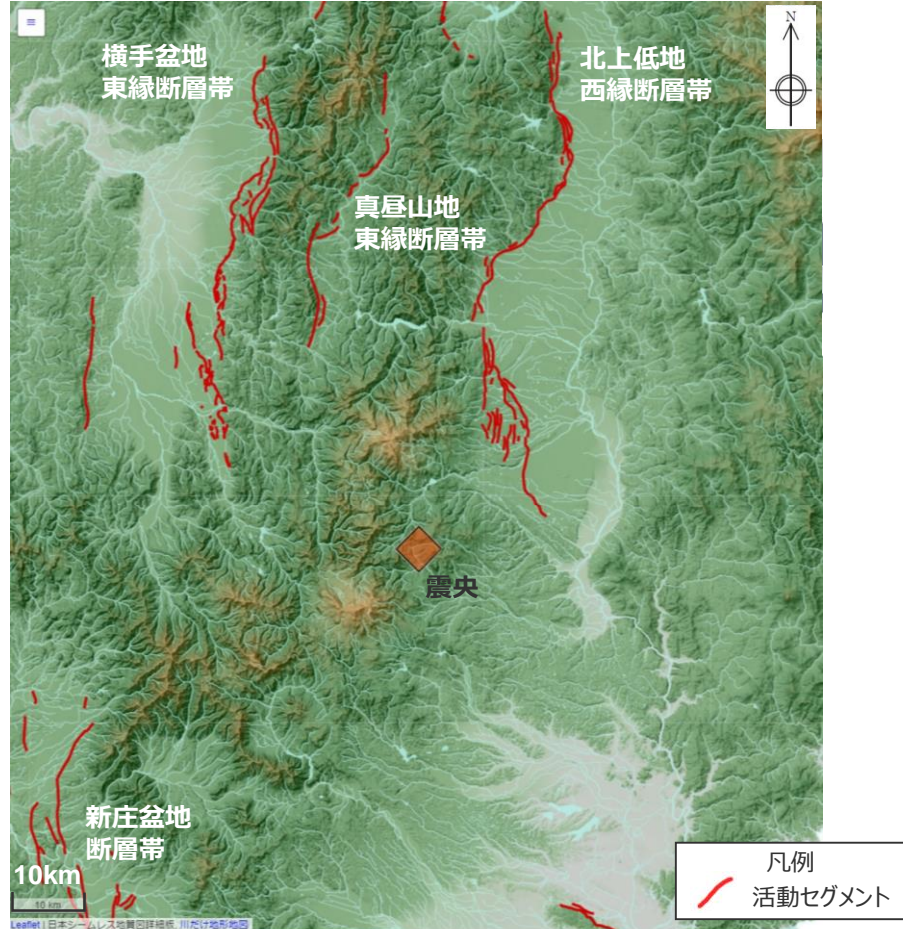 ≡
横手盆地
東縁断層帯
北上低地
西縁断層帯
N
真昼山地
東縁断層帯
震央
新庄盆地
断層帯
10km
10 km
凡例
活動セグメント
Leaflet | 日本シームレス地質図詳細版, 川だけ地形地図